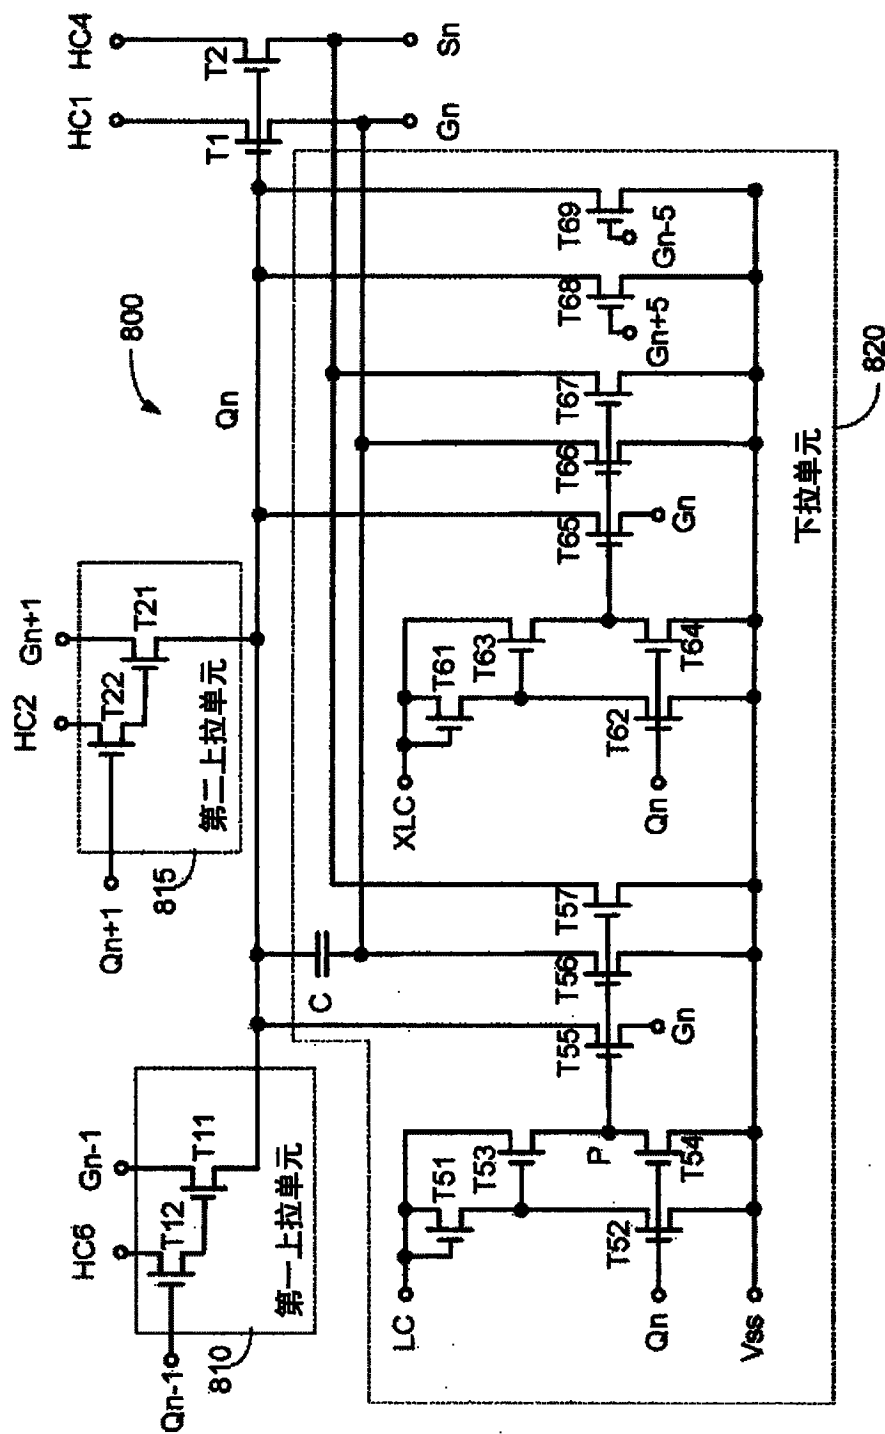 800
Qn-1
HC6
Gn-1
T12
T11
第一上拉单元
810
Qn+1
HC2
Gn+1
T22
T21
第二上拉单元
815
Qn
HC1
HC4
T1
T2
Gn
Sn
C
LC
T51
T53
P
Qn
T52
T54
T55
Gn
T56
T57
XLC
T61
T63
Qn
T62
T64
T65
Gn
T66
T67
T68
Gn+5
T69
Gn-5
Vss
下拉单元
820